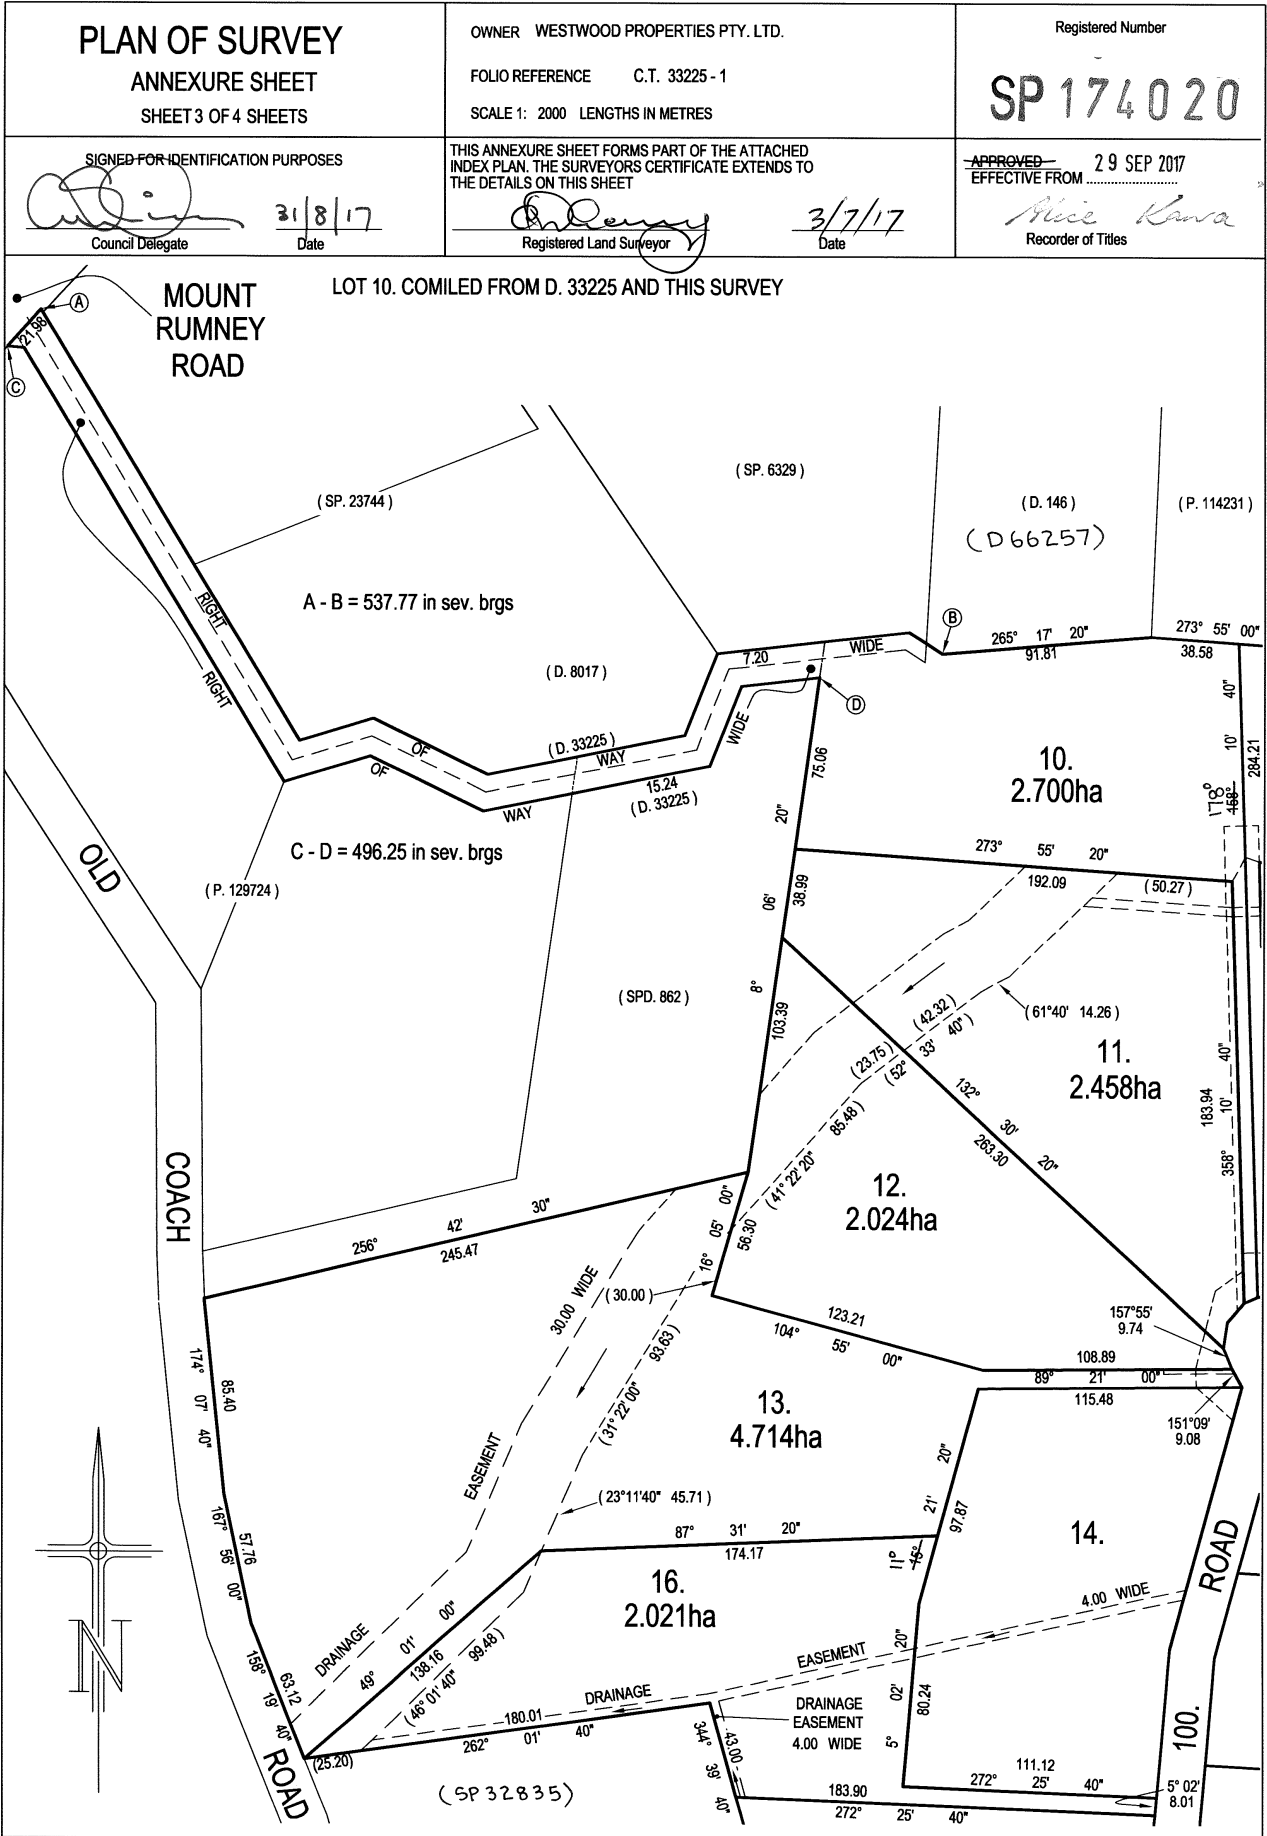 PLAN OF SURVEY
ANNEXURE SHEET
SHEET 3 OF 4 SHEETS
OWNER WESTWOOD PROPERTIES PTY. LTD.
FOLIO REFERENCE C.T. 33225 - 1
SCALE 1: 2000 LENGTHS IN METRES
Registered Number
SP 174020
SIGNED FOR IDENTIFICATION PURPOSES
31/8/17
Council Delegate
Date
THIS ANNEXURE SHEET FORMS PART OF THE ATTACHED
INDEX PLAN. THE SURVEYORS CERTIFICATE EXTENDS TO
THE DETAILS ON THIS SHEET
3/7/17
Registered Land Surveyor
Date
APPROVED
EFFECTIVE FROM 29 SEP 2017
Alice Kawa
Recorder of Titles
LOT 10. COMILED FROM D. 33225 AND THIS SURVEY
MOUNT
RUMNEY
ROAD
A
21.98
C
( SP. 23744 )
( SP. 6329 )
( D. 146 )
( D66257)
( P. 114231 )
A - B = 537.77 in sev. brgs
RIGHT
RIGHT
( D. 8017 )
7.20
WIDE
B
265° 17' 20"
91.81
273° 55' 00"
38.58
D
WIDE
OF
OF
( D. 33225 )
WAY
15.24
( D. 33225 )
WAY
75.06
10.
2.700ha
40"
10'
178°
158°
284.21
C - D = 496.25 in sev. brgs
OLD
( P. 129724 )
20"
06'
8°
38.99
273° 55' 20"
192.09
( 50.27 )
( SPD. 862 )
103.39
( 42.32 )
( 52° 33' 40" )
( 61°40' 14.26 )
( 23.75 )
11.
2.458ha
183.94
358° 10' 40"
132° 30' 20"
263.30
85.48 )
( 41° 22' 20"
12.
2.024ha
COACH
256° 42' 30"
245.47
16° 05' 00"
56.30
30.00 WIDE
( 30.00 )
123.21
104° 55' 00"
157°55'
9.74
108.89
89° 21' 00"
115.48
151°09'
9.08
174° 07' 40"
85.40
93.63 )
( 31° 22' 00"
13.
4.714ha
EASEMENT
( 23°11'40" 45.71 )
167° 56' 00"
57.76
87° 31' 20"
174.17
20"
21'
11°
15°
97.87
14.
ROAD
16.
2.021ha
4.00 WIDE
N
DRAINAGE
49° 01' 00"
138.16
( 46° 01' 40" 99.48 )
158° 19' 40"
63.12
EASEMENT
DRAINAGE
180.01
262° 01' 40"
DRAINAGE
EASEMENT
4.00 WIDE
5° 02' 20"
80.24
100.
ROAD
(25.20)
(SP32835)
344° 39' 40"
43.00
183.90
272° 25' 40"
111.12
272° 25' 40"
5° 02'
8.01